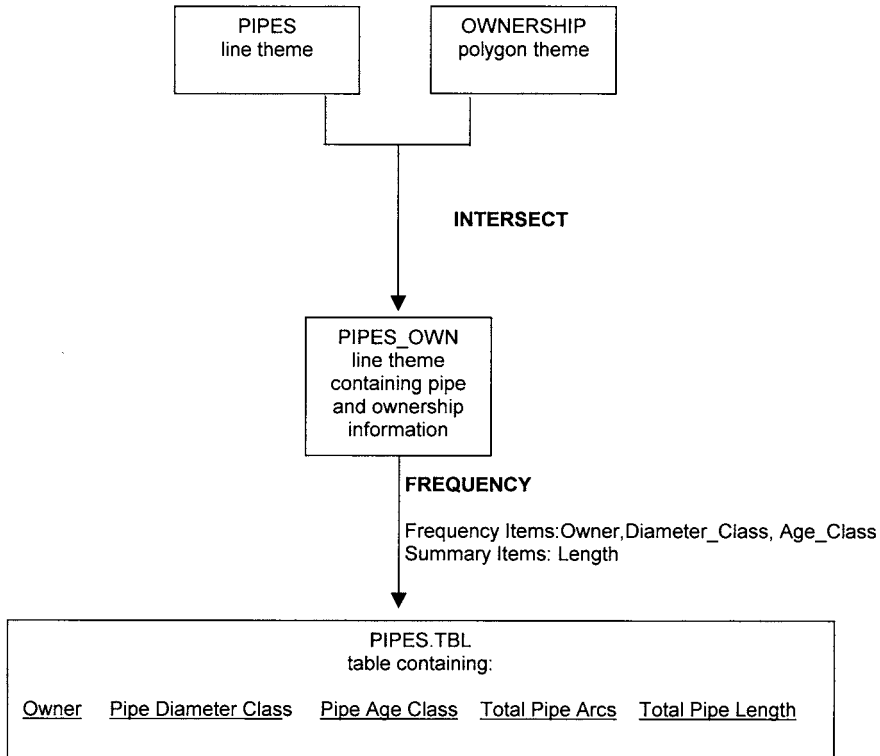 PIPES
line theme
OWNERSHIP
polygon theme
INTERSECT
PIPES_OWN
line theme
containing pipe
and ownership
information
FREQUENCY
Frequency Items:Owner,Diameter_Class, Age_Class
Summary Items: Length
PIPES.TBL
table containing:
Owner Pipe Diameter Class Pipe Age Class Total Pipe Arcs Total Pipe Length